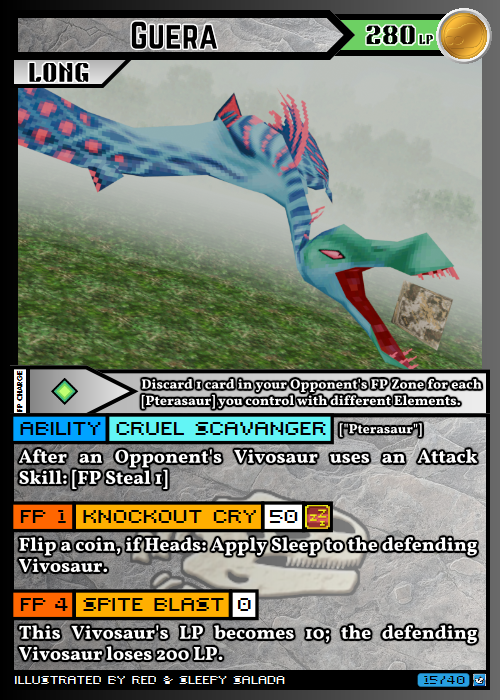 GUERA
280 LP
LONG
FP CHARGE
Discard 1 card in your Opponent's FP Zone for each
[Pterasaur] you control with different Elements.
ABILITY CRUEL SCAVANGER ["Pterasaur"]
After an Opponent's Vivosaur uses an Attack
Skill: [FP Steal 1]
FP 1 KNOCKOUT CRY 50 ZZ
Flip a coin, if Heads: Apply Sleep to the defending
Vivosaur.
FP 4 SPITE BLAST 0
This Vivosaur's LP becomes 10; the defending
Vivosaur loses 200 LP.
ILLUSTRATED BY RED & SLEEPY SALADA
15/40